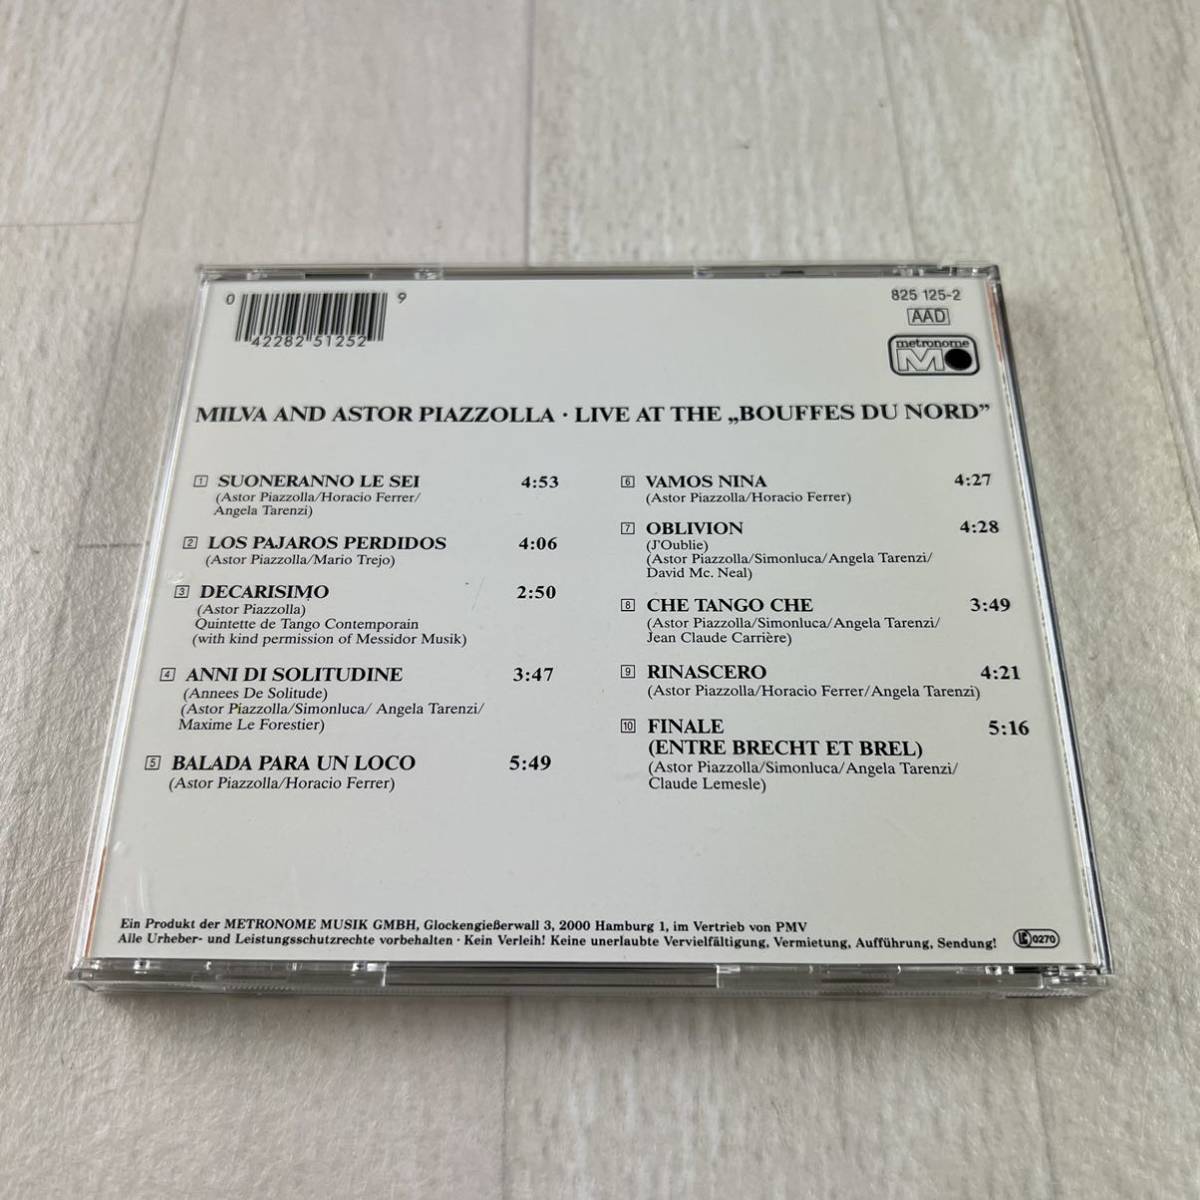 0 42282 51252 9
825 125-2
AAD
metronome
MILVA AND ASTOR PIAZZOLLA · LIVE AT THE „BOUFFES DU NORD”
1 SUONERANNO LE SEI 4:53
(Astor Piazzolla/Horacio Ferrer/
Angela Tarenzi)
2 LOS PAJAROS PERDIDOS 4:06
(Astor Piazzolla/Mario Trejo)
3 DECARISIMO 2:50
(Astor Piazzolla)
Quintette de Tango Contemporain
(with kind permission of Messidor Musik)
4 ANNI DI SOLITUDINE 3:47
(Annees De Solitude)
(Astor Piazzolla/Simonluca/ Angela Tarenzi/
Maxime Le Forestier)
5 BALADA PARA UN LOCO 5:49
(Astor Piazzolla/Horacio Ferrer)
6 VAMOS NINA 4:27
(Astor Piazzolla/Horacio Ferrer)
7 OBLIVION 4:28
(J'Oublie)
(Astor Piazzolla/Simonluca/Angela Tarenzi/
David Mc. Neal)
8 CHE TANGO CHE 3:49
(Astor Piazzolla/Simonluca/Angela Tarenzi/
Jean Claude Carrière)
9 RINASCERO 4:21
(Astor Piazzolla/Horacio Ferrer/Angela Tarenzi)
10 FINALE 5:16
(ENTRE BRECHT ET BREL)
(Astor Piazzolla/Simonluca/Angela Tarenzi/
Claude Lemesle)
Ein Produkt der METRONOME MUSIK GMBH, Glockengießerwall 3, 2000 Hamburg 1, im Vertrieb von PMV
Alle Urheber- und Leistungsschutzrechte vorbehalten · Kein Verleih! Keine unerlaubte Vervielfältigung, Vermietung, Aufführung, Sendung!
LC 0270